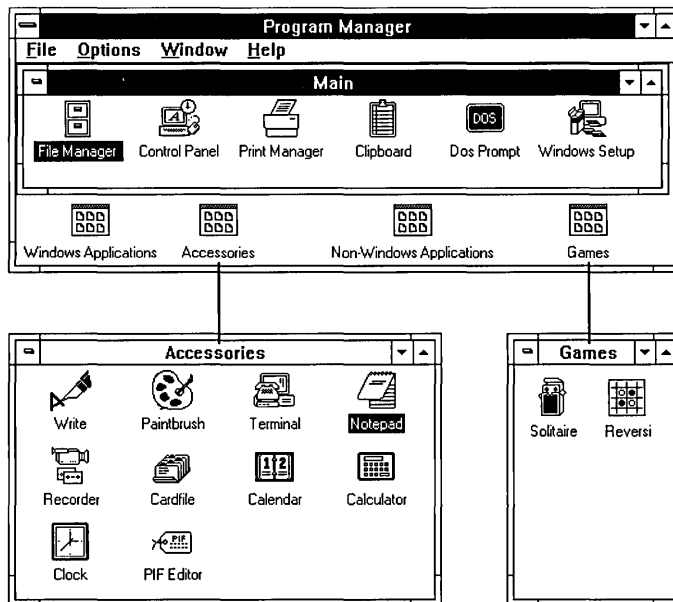 Program Manager
File Options Window Help
Main
DOS
File Manager Control Panel Print Manager Clipboard Dos Prompt Windows Setup
Windows Applications Accessories Non-Windows Applications Games
Accessories
Write Paintbrush Terminal Notepad
12
Recorder Cardfile Calendar Calculator
PIF
Clock PIF Editor
Games
Solitaire Reversi